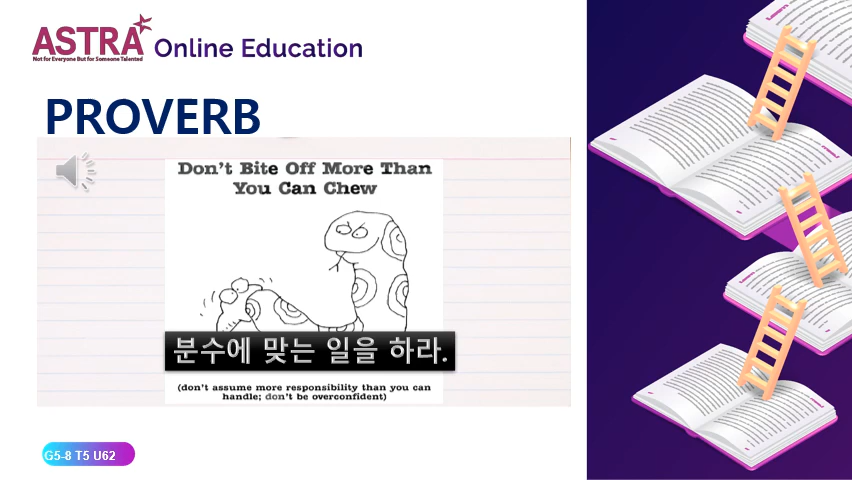 ASTRA
Not for Everyone But for Someone Talented
Online Education
PROVERB
Don't Bite Off More Than
You Can Chew
분수에 맞는 일을 하라.
(don't assume more responsibility than you can
handle; don't be overconfident)
G5-8 T5 U62